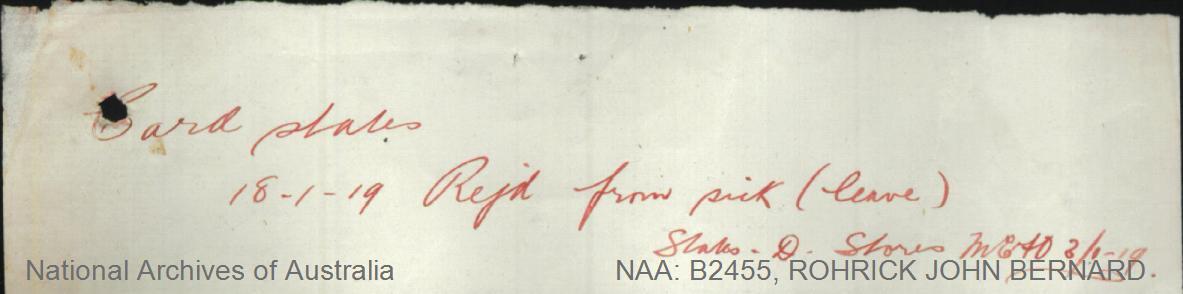 Card states
18-1-19 Rejd from sick (leave)
States - D. Stores
National Archives of Australia NAA: B2455, ROHRICK JOHN BERNARD